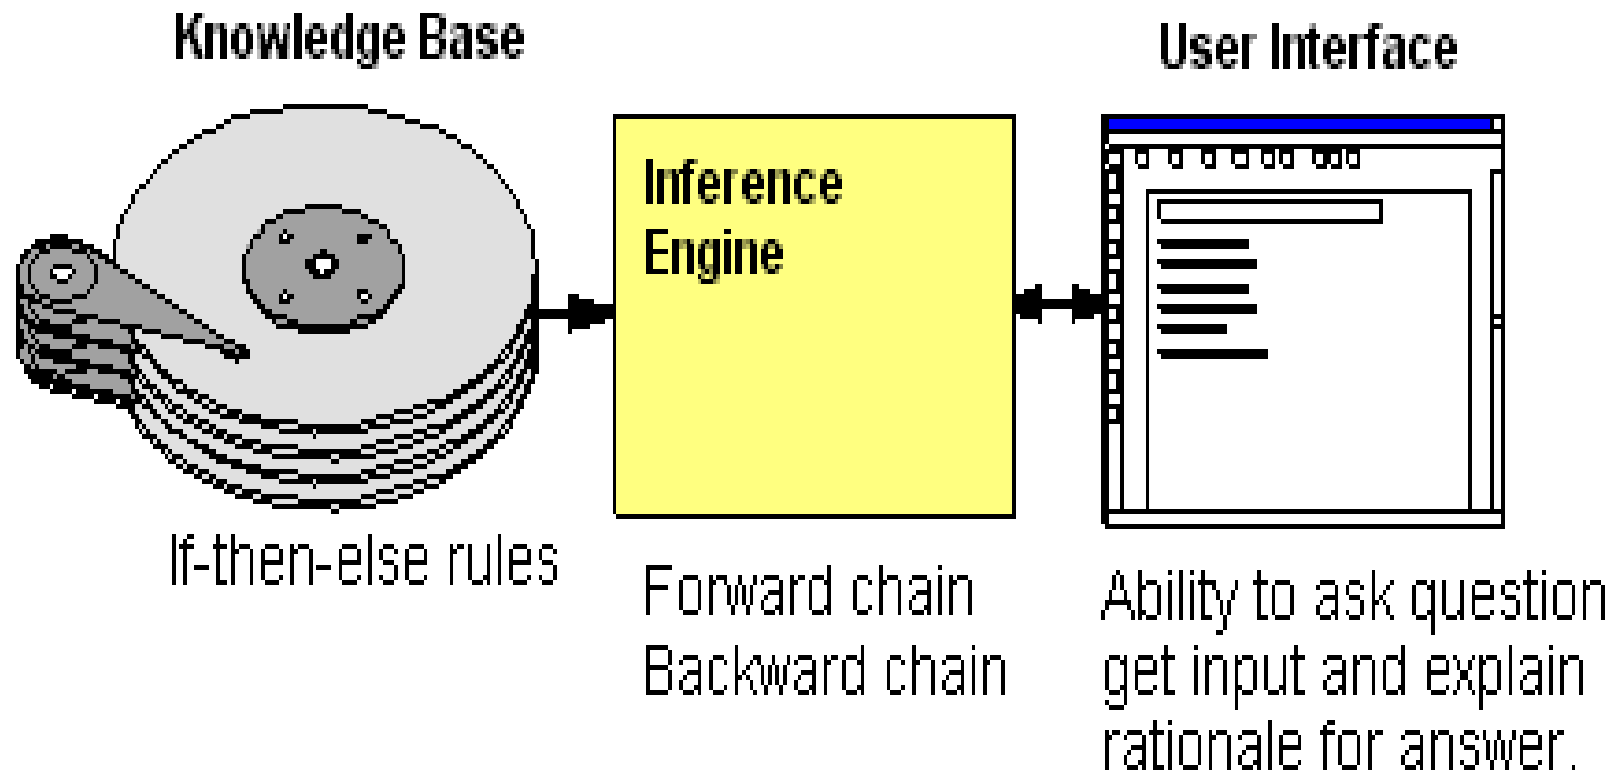 Knowledge Base
User Interface
Inference
Engine
If-then-else rules
Forward chain
Backward chain
Ability to ask question
get input and explain
rationale for answer.